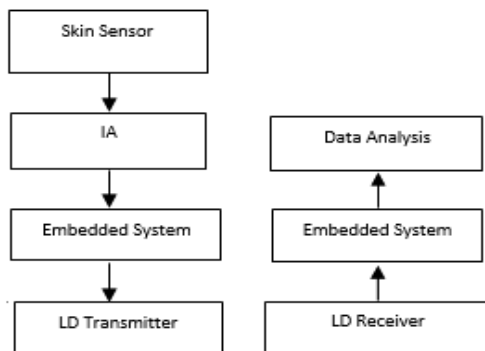 Skin Sensor
IA
Embedded System
LD Transmitter
Data Analysis
Embedded System
LD Receiver